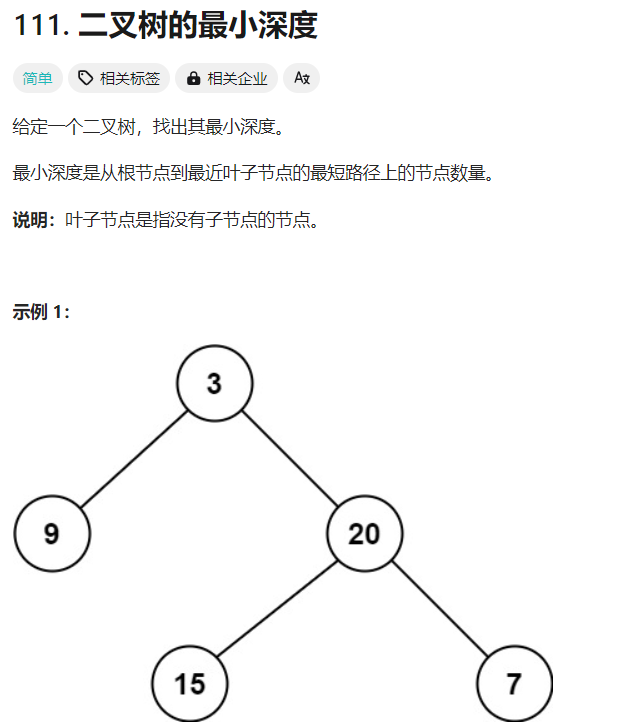 111. 二叉树的最小深度
简单 相关标签 相关企业 Aあ
给定一个二叉树，找出其最小深度。
最小深度是从根节点到最近叶子节点的最短路径上的节点数量。
说明：叶子节点是指没有子节点的节点。
示例 1：
3
9 20
15 7